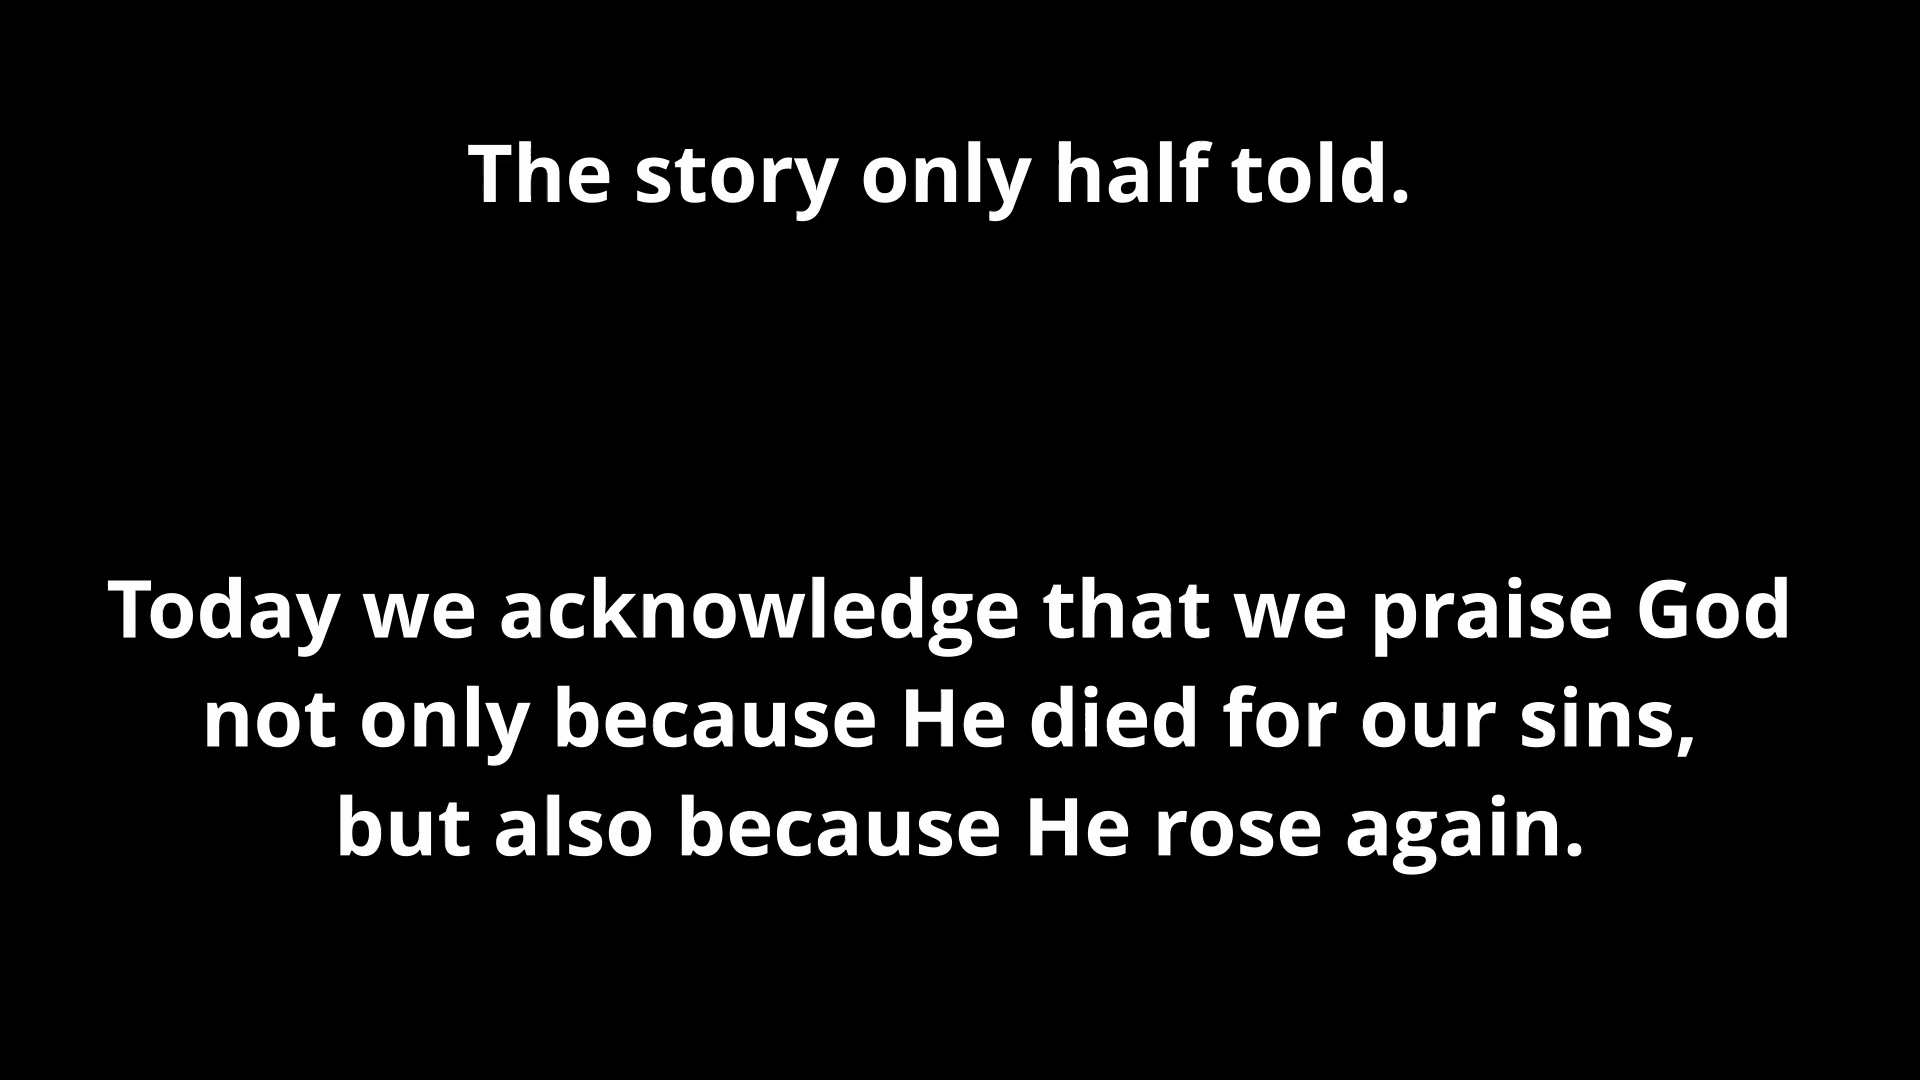 The story only half told.
Today we acknowledge that we praise God
not only because He died for our sins,
but also because He rose again.